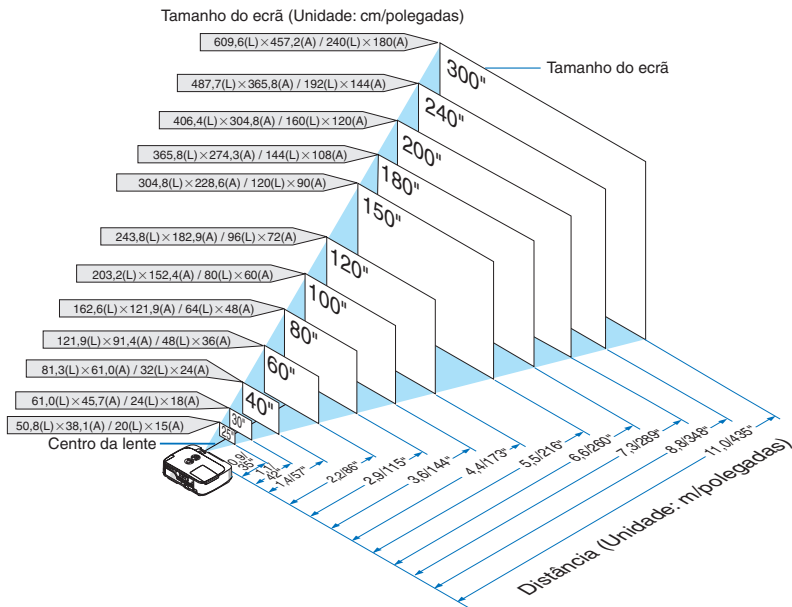 Tamanho do ecrã (Unidade: cm/polegadas)
609,6(L)×457,2(A) / 240(L)×180(A)
300"
Tamanho do ecrã
487,7(L)×365,8(A) / 192(L)×144(A)
240"
406,4(L)×304,8(A) / 160(L)×120(A)
200"
365,8(L)×274,3(A) / 144(L)×108(A)
180"
304,8(L)×228,6(A) / 120(L)×90(A)
150"
243,8(L)×182,9(A) / 96(L)×72(A)
120"
203,2(L)×152,4(A) / 80(L)×60(A)
100"
162,6(L)×121,9(A) / 64(L)×48(A)
80"
121,9(L)×91,4(A) / 48(L)×36(A)
60"
81,3(L)×61,0(A) / 32(L)×24(A)
40"
61,0(L)×45,7(A) / 24(L)×18(A)
30"
50,8(L)×38,1(A) / 20(L)×15(A)
25"
Centro da lente
0,9/
35"
42"
1,4/57"
2,2/86"
2,9/115"
3,6/144"
4,4/173"
5,5/216"
6,6/260"
7,3/289"
8,8/348"
11,0/435"
Distância (Unidade: m/polegadas)